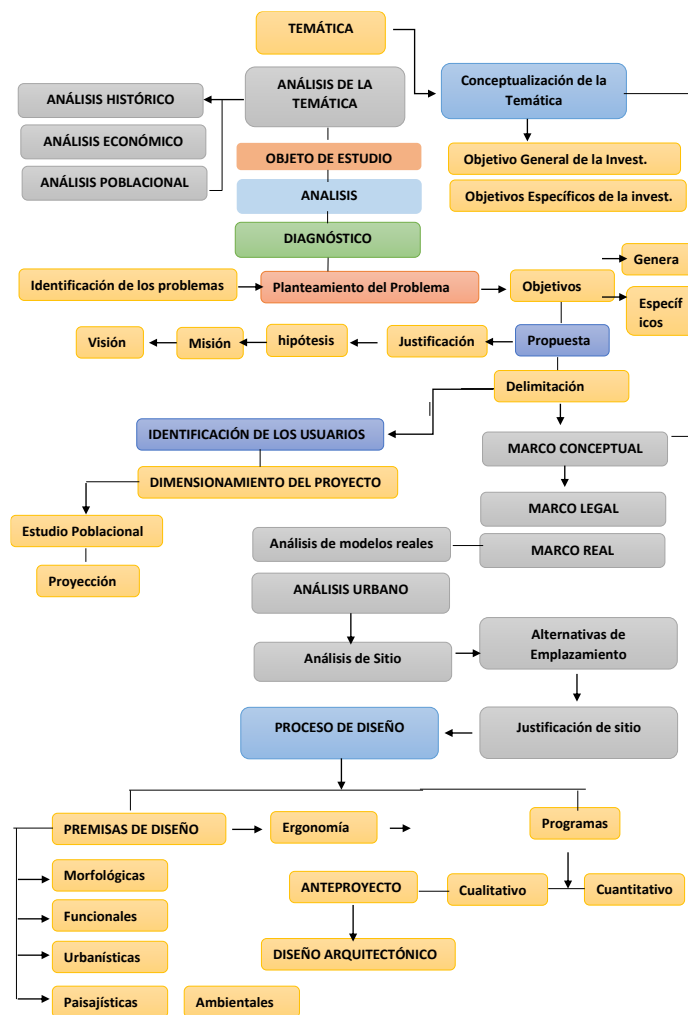 TEMÁTICA
ANÁLISIS DE LA
TEMÁTICA
Conceptualización de la
Temática
ANÁLISIS HISTÓRICO
ANÁLISIS ECONÓMICO
ANÁLISIS POBLACIONAL
OBJETO DE ESTUDIO
Objetivo General de la Invest.
ANALISIS
Objetivos Específicos de la invest.
DIAGNÓSTICO
Identificación de los problemas
Planteamiento del Problema
Objetivos
Genera
Específ
icos
Visión
Misión
hipótesis
Justificación
Propuesta
Delimitación
IDENTIFICACIÓN DE LOS USUARIOS
MARCO CONCEPTUAL
DIMENSIONAMIENTO DEL PROYECTO
MARCO LEGAL
Estudio Poblacional
Análisis de modelos reales
MARCO REAL
Proyección
ANÁLISIS URBANO
Alternativas de
Emplazamiento
Análisis de Sitio
PROCESO DE DISEÑO
Justificación de sitio
PREMISAS DE DISEÑO
Ergonomía
Programas
Morfológicas
ANTEPROYECTO
Cualitativo
Cuantitativo
Funcionales
Urbanísticas
DISEÑO ARQUITECTÓNICO
Paisajísticas
Ambientales